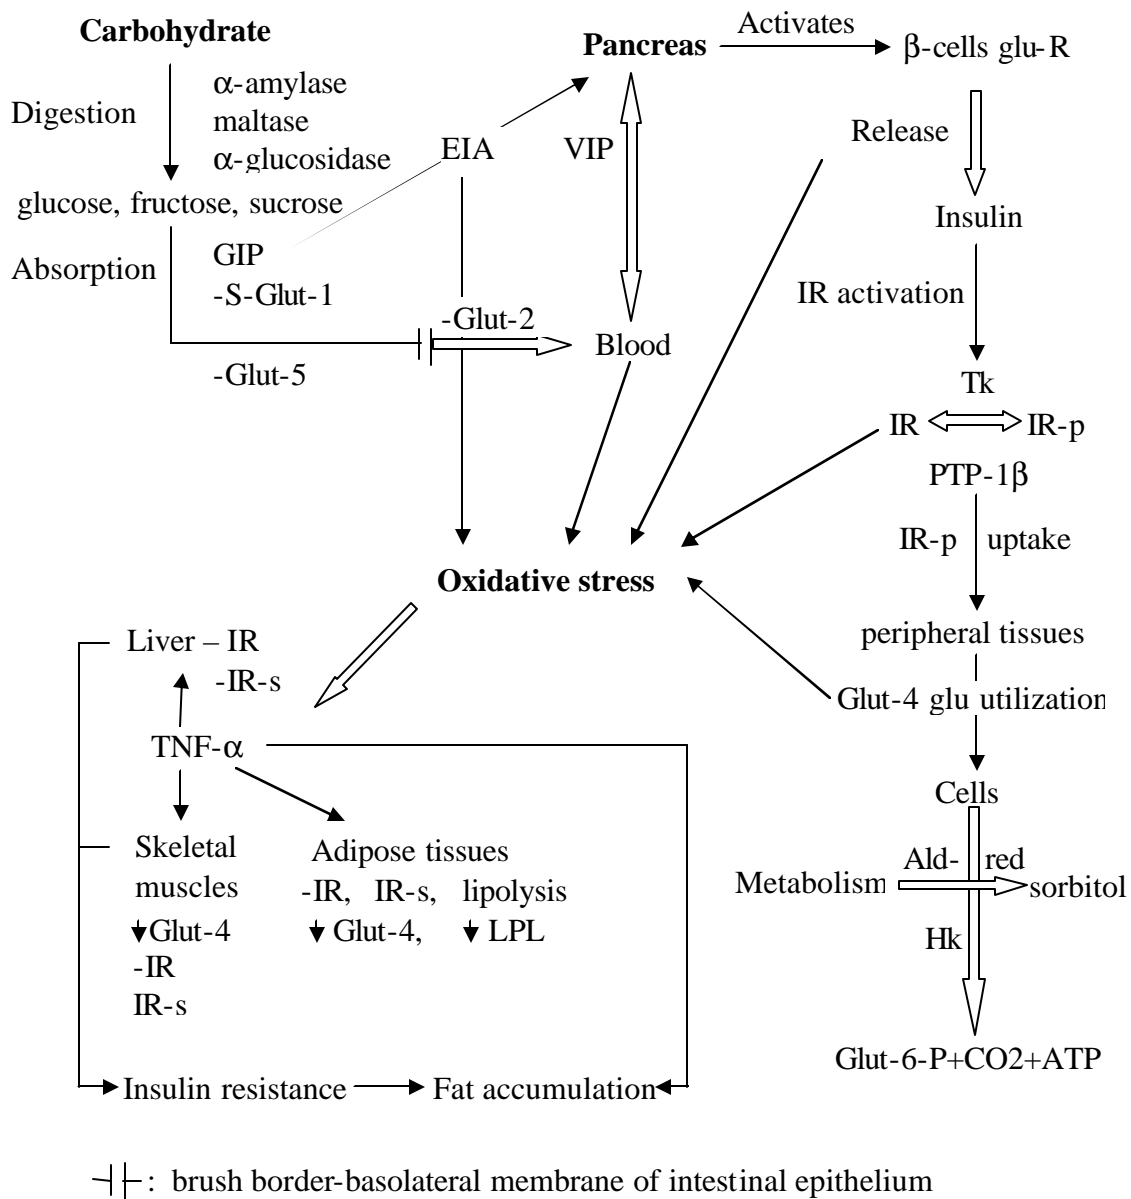 Carbohydrate
Digestion
α-amylase
maltase
α-glucosidase
glucose, fructose, sucrose
Absorption
GIP
-S-Glut-1
-Glut-5
EIA
-Glut-2
Pancreas
VIP
Blood
Activates
β-cells glu-R
Release
Insulin
IR activation
Tk
IR
IR-p
PTP-1β
IR-p uptake
peripheral tissues
Glut-4 glu utilization
Cells
Ald-red
Metabolism
sorbitol
Hk
Glut-6-P+CO2+ATP
Oxidative stress
Liver – IR
-IR-s
TNF-α
Skeletal
muscles
Glut-4
-IR
IR-s
Adipose tissues
-IR, IR-s, lipolysis
Glut-4, LPL
Insulin resistance
Fat accumulation
: brush border-basolateral membrane of intestinal epithelium